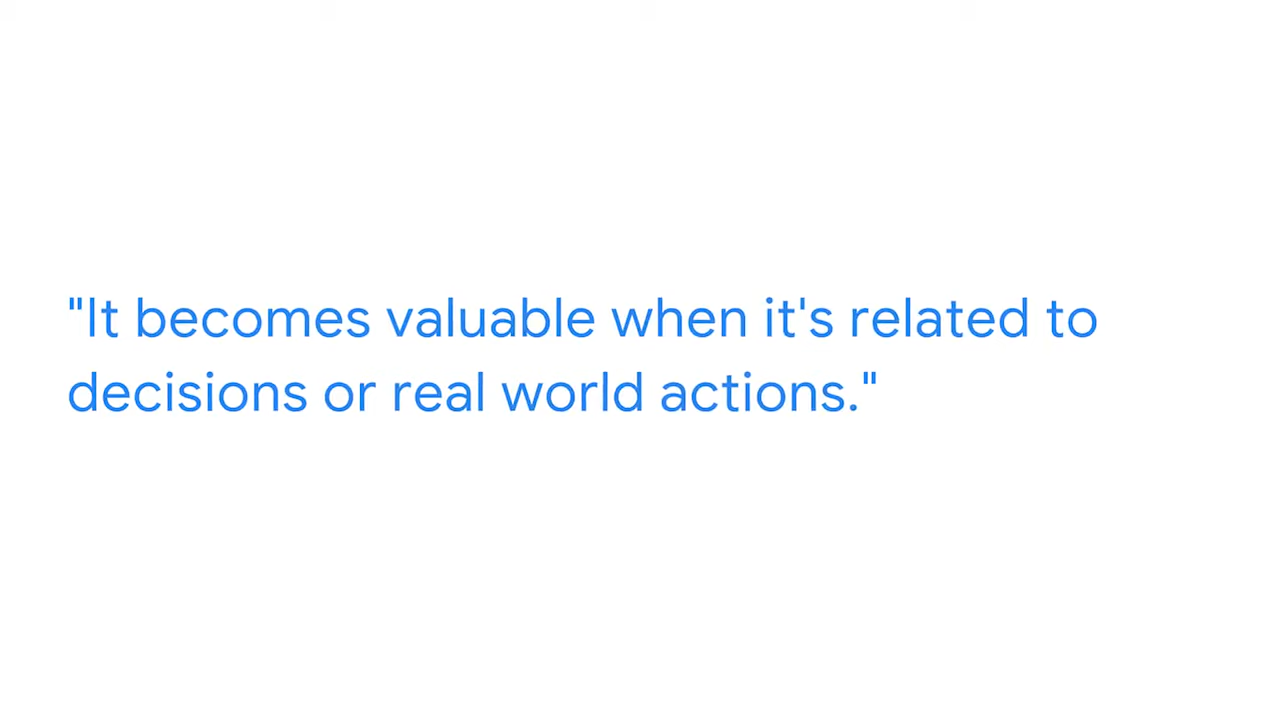 "It becomes valuable when it's related to
decisions or real world actions."